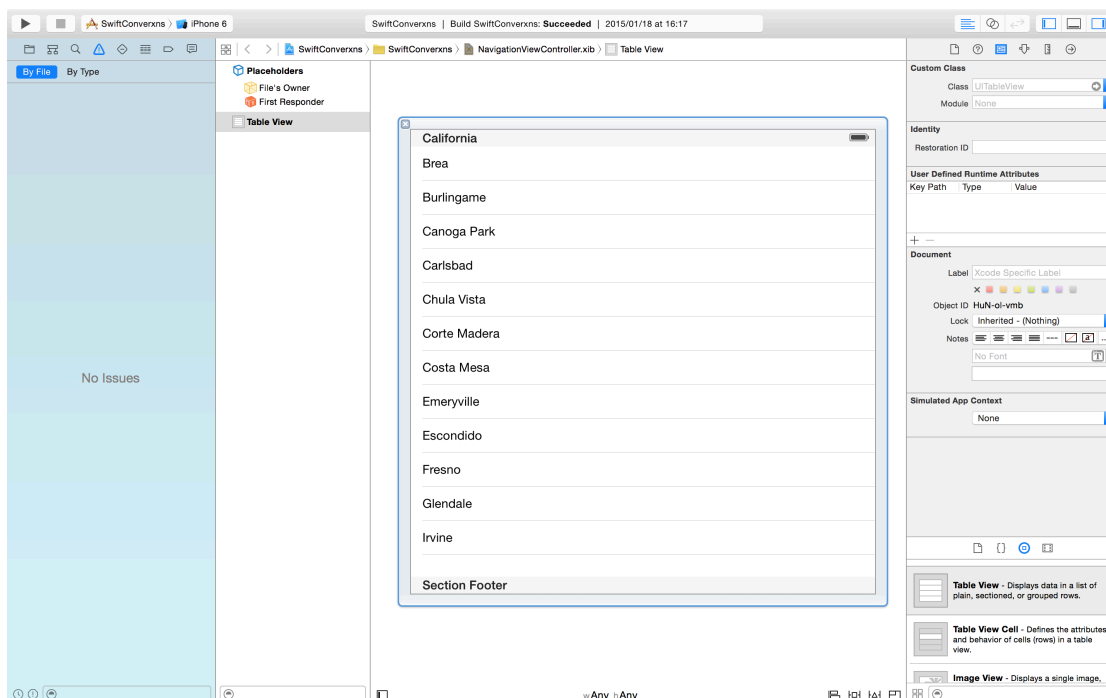 SwiftConverxns 〉 iPhone 6
SwiftConverxns | Build SwiftConverxns: Succeeded | 2015/01/18 at 16:17
SwiftConverxns 〉 SwiftConverxns 〉 NavigationViewController.xib 〉 Table View
By File By Type
No Issues
Placeholders
File's Owner
First Responder
Table View
California
Brea
Burlingame
Canoga Park
Carlsbad
Chula Vista
Corte Madera
Costa Mesa
Emeryville
Escondido
Fresno
Glendale
Irvine
Section Footer
wAny hAny
Custom Class
Class UITableView
Module None
Identity
Restoration ID
User Defined Runtime Attributes
Key Path Type Value
Document
Label Xcode Specific Label
Object ID HuN-ol-vmb
Lock Inherited - (Nothing)
Notes
No Font
Simulated App Context
None
Table View - Displays data in a list of
plain, sectioned, or grouped rows.
Table View Cell - Defines the attributes
and behavior of cells (rows) in a table
view.
Image View - Displays a single image,